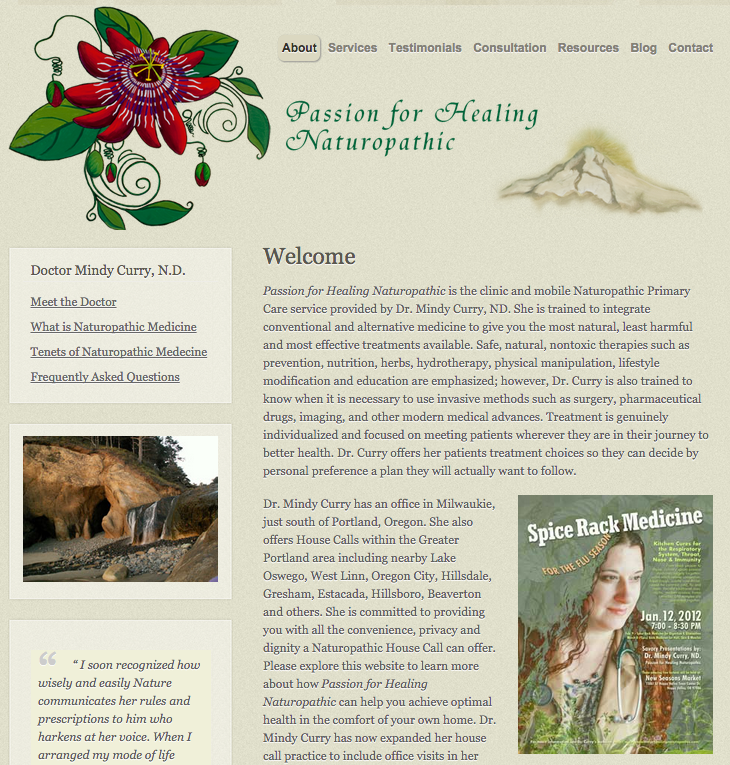 About Services Testimonials Consultation Resources Blog Contact
Passion for Healing
Naturopathic
Doctor Mindy Curry, N.D.
Meet the Doctor
What is Naturopathic Medicine
Tenets of Naturopathic Medecine
Frequently Asked Questions
“ I soon recognized how
wisely and easily Nature
communicates her rules and
prescriptions to him who
harkens at her voice. When I
arranged my mode of life
Welcome
Passion for Healing Naturopathic is the clinic and mobile Naturopathic Primary
Care service provided by Dr. Mindy Curry, ND. She is trained to integrate
conventional and alternative medicine to give you the most natural, least harmful
and most effective treatments available. Safe, natural, nontoxic therapies such as
prevention, nutrition, herbs, hydrotherapy, physical manipulation, lifestyle
modification and education are emphasized; however, Dr. Curry is also trained to
know when it is necessary to use invasive methods such as surgery, pharmaceutical
drugs, imaging, and other modern medical advances. Treatment is genuinely
individualized and focused on meeting patients wherever they are in their journey to
better health. Dr. Curry offers her patients treatment choices so they can decide by
personal preference a plan they will actually want to follow.
Dr. Mindy Curry has an office in Milwaukie,
just south of Portland, Oregon. She also
offers House Calls within the Greater
Portland area including nearby Lake
Oswego, West Linn, Oregon City, Hillsdale,
Gresham, Estacada, Hillsboro, Beaverton
and others. She is committed to providing
you with all the convenience, privacy and
dignity a Naturopathic House Call can offer.
Please explore this website to learn more
about how Passion for Healing
Naturopathic can help you achieve optimal
health in the comfort of your own home. Dr.
Mindy Curry has now expanded her house
call practice to include office visits in her
Spice Rack Medicine
FOR THE FLU SEASON
Kitchen Cures for
the Respiratory
System, Throat,
Nose & Immunity
Jan. 12, 2012
7:00 - 8:30 PM
Savory Presentations by:
Dr. Mindy Curry, ND.
Passion for Healing Naturopathic
New Seasons Market